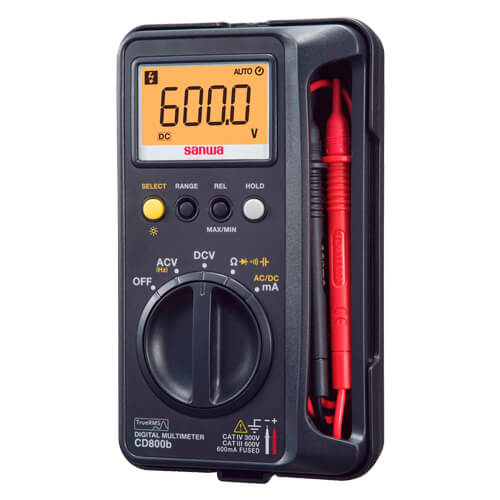 AUTO
600.0
DC
V
sanwa
SELECT RANGE REL HOLD
MAX/MIN
OFF
ACV
(Hz)
DCV
Ω
AC/DC
mA
TrueRMS
DIGITAL MULTIMETER
CD800b
CAT IV 300V
CAT III 600V
600mA FUSED
− +